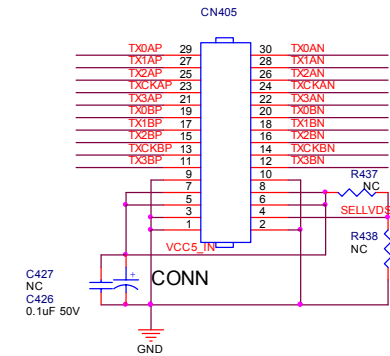 CN405
TX0AP 29 30 TX0AN
TX1AP 27 28 TX1AN
TX2AP 25 26 TX2AN
TXCKAP 23 24 TXCKAN
TX3AP 21 22 TX3AN
TX0BP 19 20 TX0BN
TX1BP 17 18 TX1BN
TX2BP 15 16 TX2BN
TXCKBP 13 14 TXCKBN
TX3BP 11 12 TX3BN
9 10
7 8
5 6
3 4
1 2
R437
NC
SELLVDS
R438
NC
VCC5_IN
C427
NC
C426
0.1uF 50V
+
CONN
GND